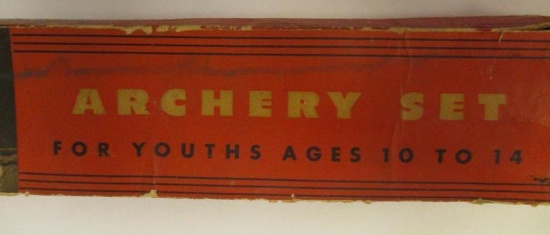 ARCHERY SET
FOR YOUTHS AGES 10 TO 14